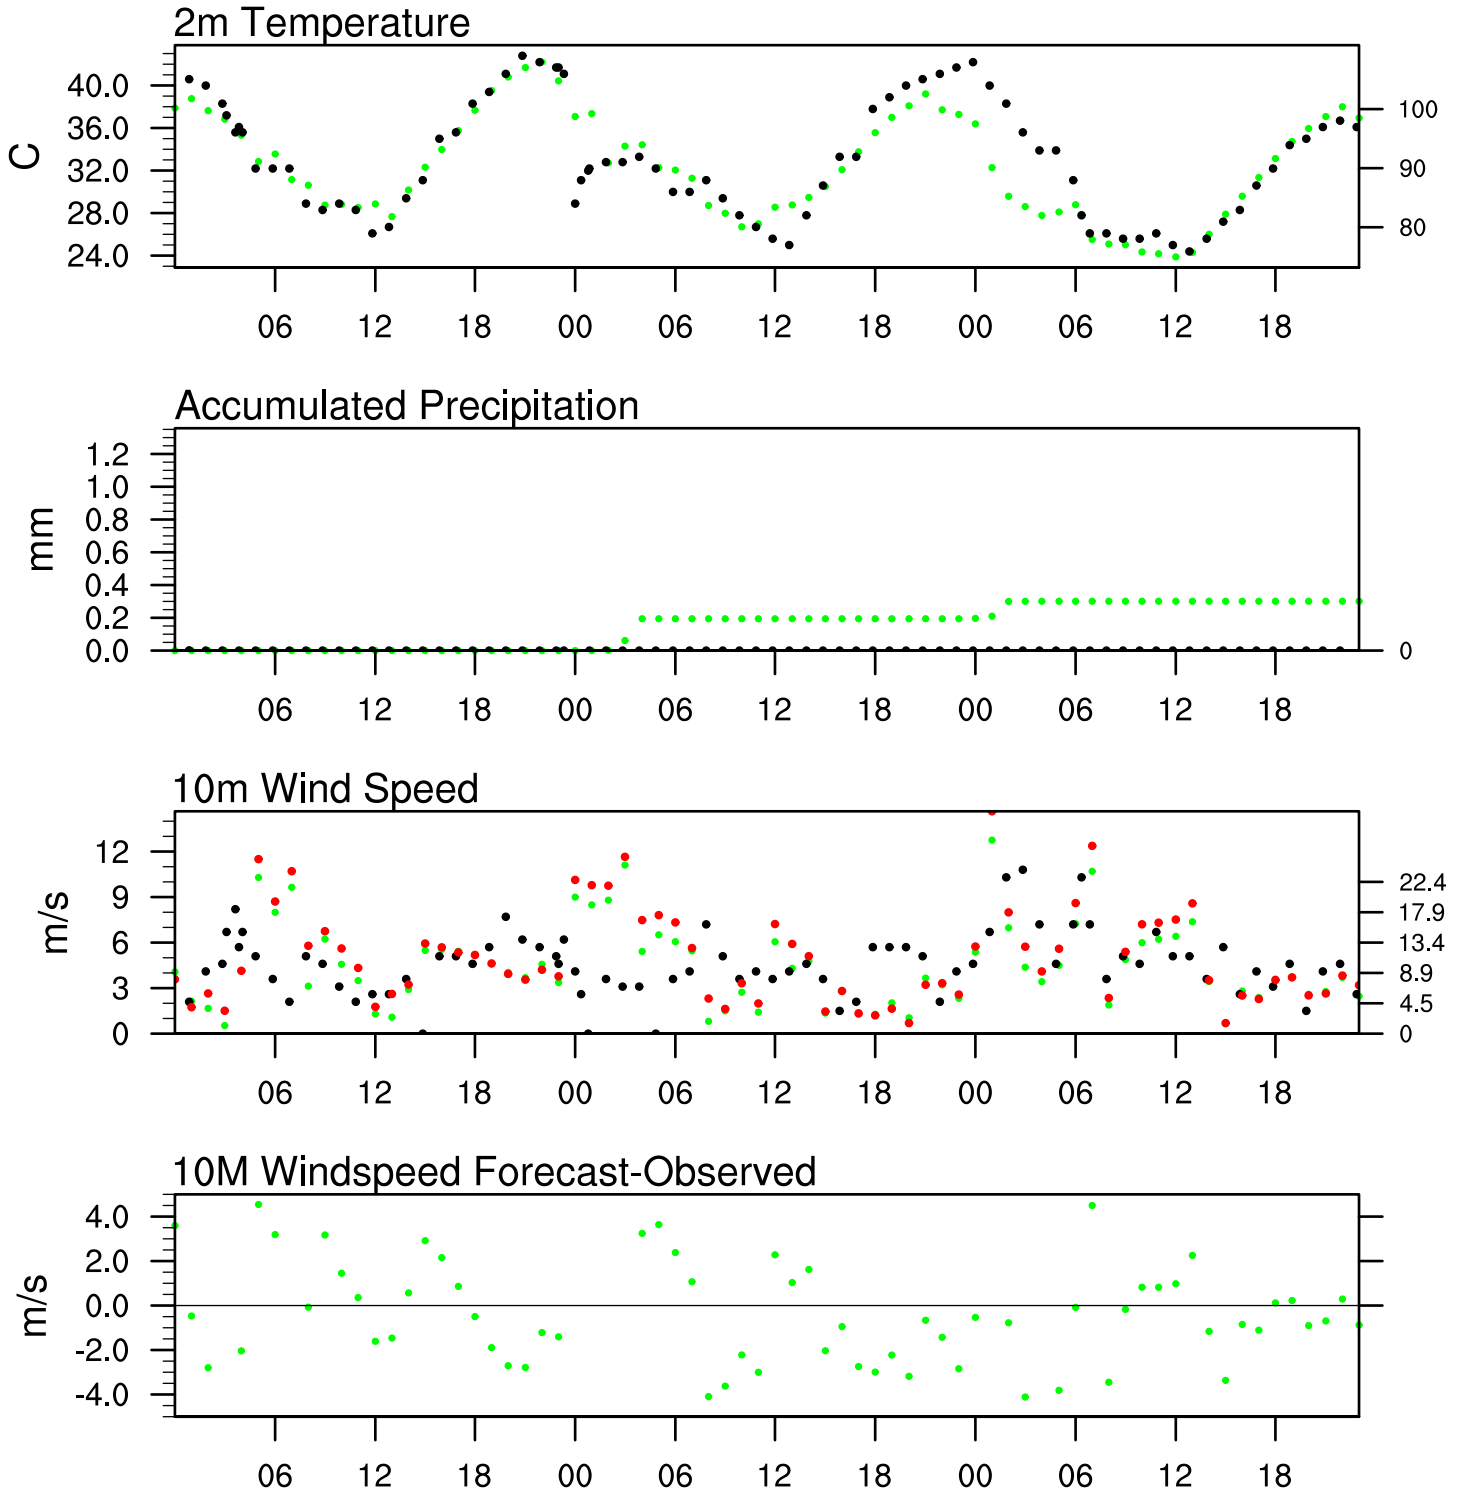 2m Temperature
C
40.0
36.0
32.0
28.0
24.0
100
90
80
06 12 18 00 06 12 18 00 06 12 18
Accumulated Precipitation
mm
1.2
1.0
0.8
0.6
0.4
0.2
0.0
0
06 12 18 00 06 12 18 00 06 12 18
10m Wind Speed
m/s
12
9
6
3
0
22.4
17.9
13.4
8.9
4.5
0
06 12 18 00 06 12 18 00 06 12 18
10M Windspeed Forecast-Observed
m/s
4.0
2.0
0.0
-2.0
-4.0
06 12 18 00 06 12 18 00 06 12 18